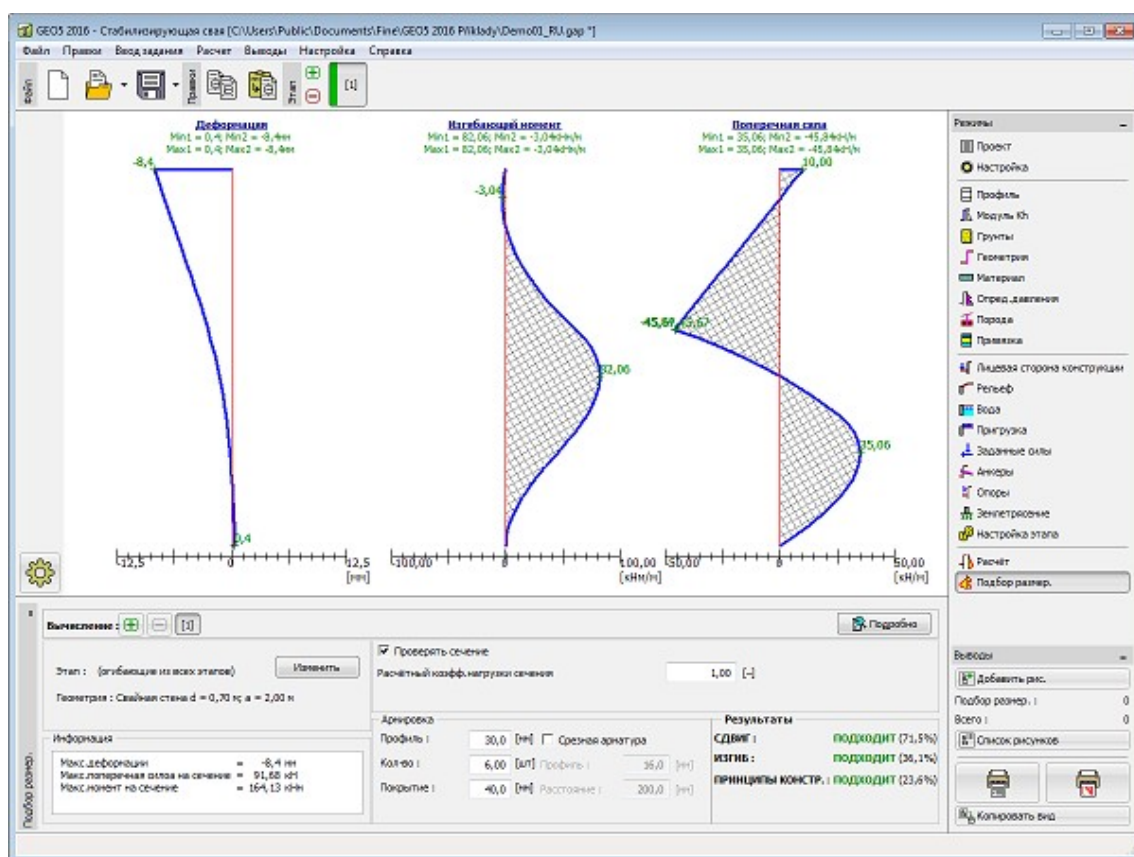 GEO5 2016 - Стабилизирующая свая [C:\Users\Public\Documents\Fine\GEO5 2016 Piiklady\Demo01_RU.gap *]
Файл Правки Ввод задания Расчет Выводы Настройка Справка
Файл Правки Этап [1]
Деформация
Min1 = 0,4; Min2 = -8,4мм
Max1 = 0,4; Max2 = -8,4мм
-8,4
0,4
-12,5 0 12,5
[мм]
Изгибающий момент
Min1 = 82,06; Min2 = -3,04кНм/м
Max1 = 82,06; Max2 = -3,04кНм/м
-3,04
82,06
-100,00 0 100,00
[кНм/м]
Поперечная сила
Min1 = 35,06; Min2 = -45,84кН/м
Max1 = 35,06; Max2 = -45,84кН/м
10,00
35,06
-50,00 0 50,00
[кН/м]
Режимы
Проект
Настройка
Профиль
Модуль Kh
Грунты
Геометрия
Материал
Опред.давления
Порода
Привязка
Лицевая сторона конструкции
Рельеф
Вода
Пригрузка
Заданные силы
Анкеры
Опоры
Землетрясение
Настройка этапа
Расчёт
Подбор размер.
Подбор размер.
Вычисление : [1]
Подробно
Этап : (огибающие из всех этапов)
Изменить
Геометрия : Свайная стена d = 0,70 м; a = 2,00 м
Информация
Макс.деформации = -8,4 мм
Макс.поперечная силов на сечение = 91,68 кН
Макс.момент на сечение = 164,13 кНм
Проверять сечение
Расчётный коэфф.нагрузки сечения 1,00 [-]
Армировка
Профиль : 30,0 [мм] Срезная арматура
Кол-во : 6,00 [шт] Профиль : 16,0 [мм]
Покрытие : 40,0 [мм] Расстояние : 200,0 [мм]
Результаты
СДВИГ : ПОДХОДИТ (71,5%)
ИЗГИБ : ПОДХОДИТ (36,1%)
ПРИНЦИПЫ КОНСТР. : ПОДХОДИТ (23,6%)
Выводы
Добавить рис.
Подбор размер. : 0
Всего : 0
Список рисунков
Копировать вид